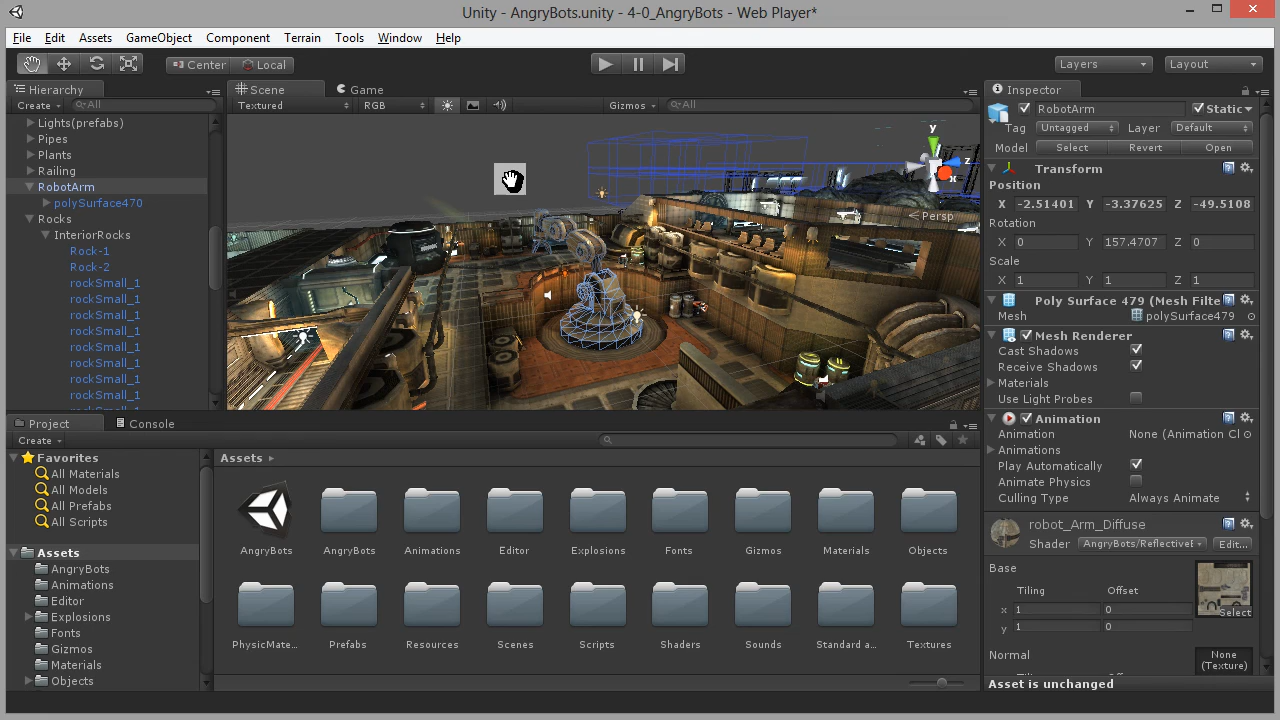 Unity - AngryBots.unity - 4-0_AngryBots - Web Player*
File Edit Assets GameObject Component Terrain Tools Window Help
Center Local Layers Layout
Hierarchy
Create All
Lights(prefabs)
Pipes
Plants
Railing
RobotArm
polySurface470
Rocks
InteriorRocks
Rock-1
Rock-2
rockSmall_1
rockSmall_1
rockSmall_1
rockSmall_1
rockSmall_1
rockSmall_1
rockSmall_1
rockSmall_1
Scene Game
Textured RGB Gizmos All
y
z
x
Persp
Inspector
RobotArm Static
Tag Untagged Layer Default
Model Select Revert Open
Transform
Position
X -2.51401 Y -3.37625 Z -49.5108
Rotation
X 0 Y 157.4707 Z 0
Scale
X 1 Y 1 Z 1
Poly Surface 479 (Mesh Filte
Mesh polySurface479
Mesh Renderer
Cast Shadows
Receive Shadows
Materials
Use Light Probes
Animation
Animation None (Animation Cl
Animations
Play Automatically
Animate Physics
Culling Type Always Animate
robot_Arm_Diffuse
Shader AngryBots/Reflective Edit...
Base
Tiling Offset
x 1 0
y 1 0
Select
Normal
None
(Texture)
Asset is unchanged
Project Console
Create
Favorites
All Materials
All Models
All Prefabs
All Scripts
Assets
AngryBots
Animations
Editor
Explosions
Fonts
Gizmos
Materials
Objects
Assets
AngryBots AngryBots Animations Editor Explosions Fonts Gizmos Materials Objects
PhysicMate... Prefabs Resources Scenes Scripts Shaders Sounds Standard a... Textures